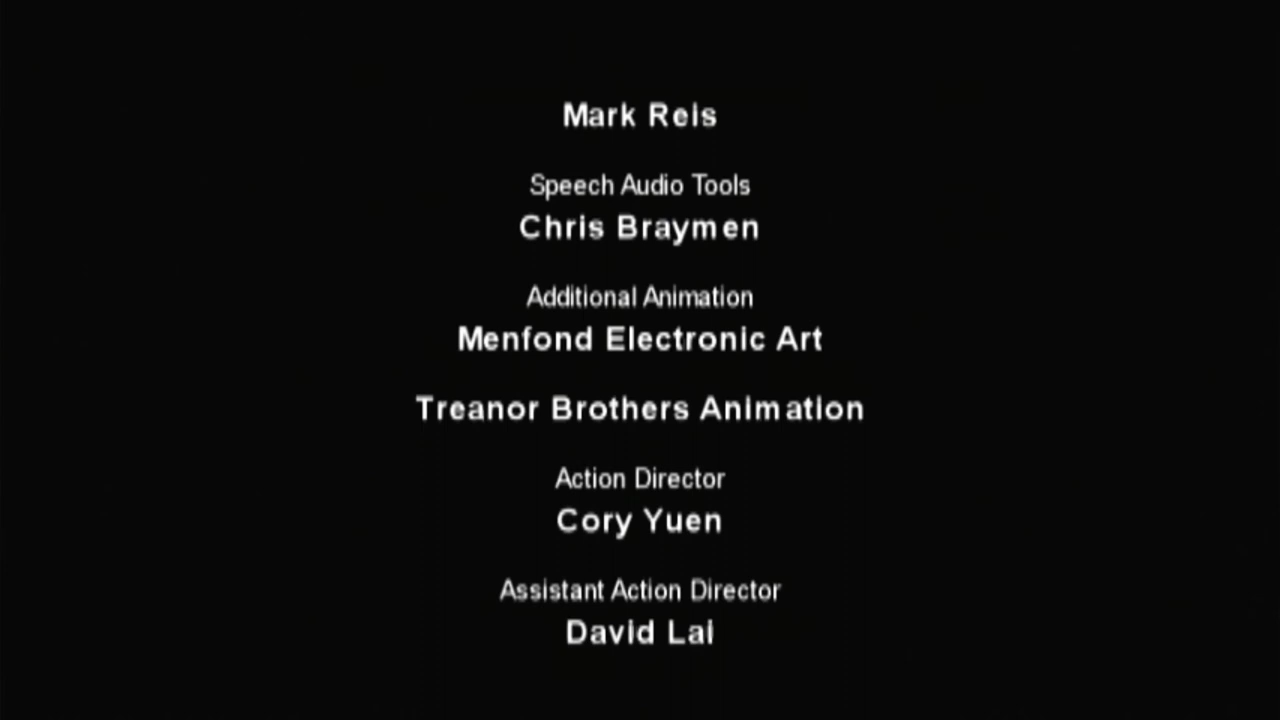 Mark Reis
Speech Audio Tools
Chris Braymen
Additional Animation
Menfond Electronic Art
Treanor Brothers Animation
Action Director
Cory Yuen
Assistant Action Director
David Lai